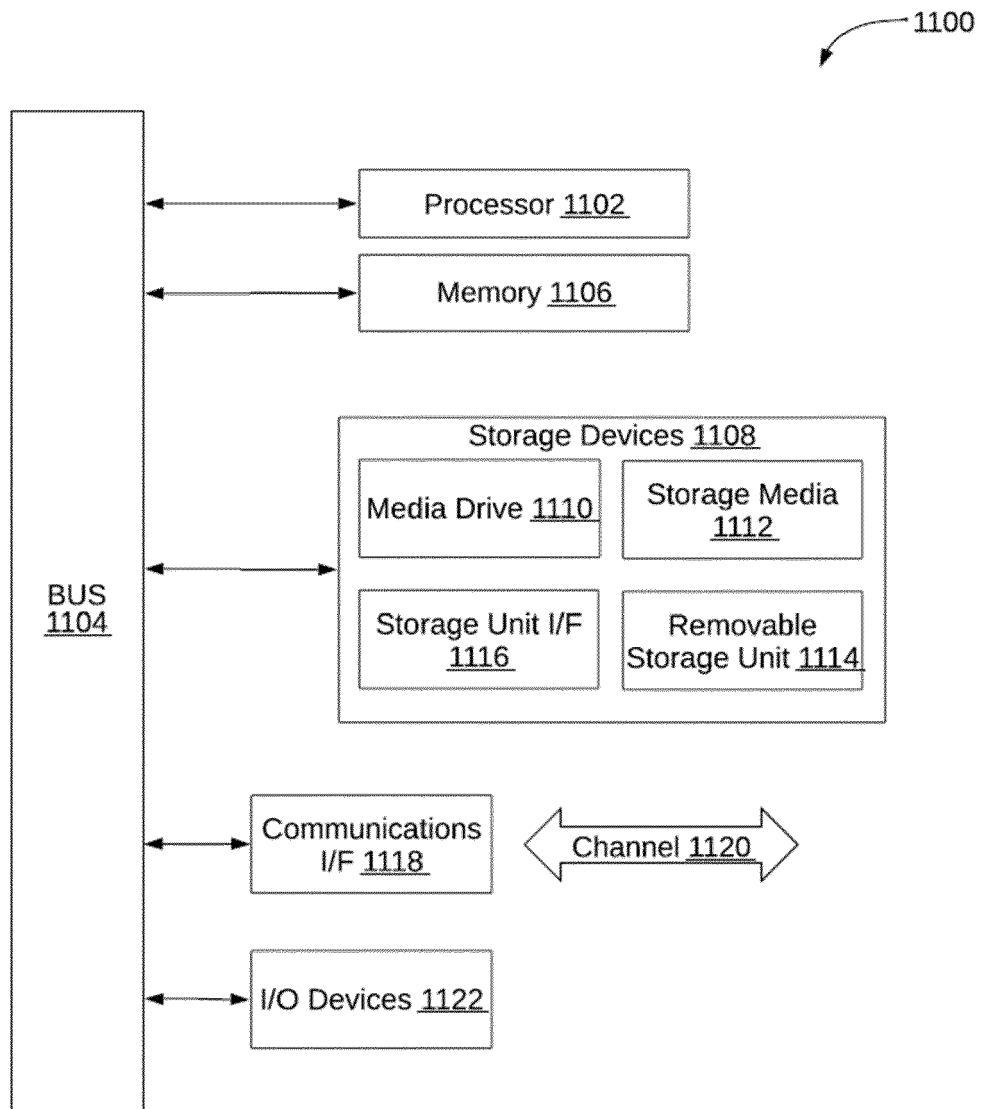 1100
Processor 1102
Memory 1106
Storage Devices 1108
Media Drive 1110
Storage Media
1112
BUS
1104
Storage Unit I/F
1116
Removable
Storage Unit 1114
Communications
I/F 1118
Channel 1120
I/O Devices 1122